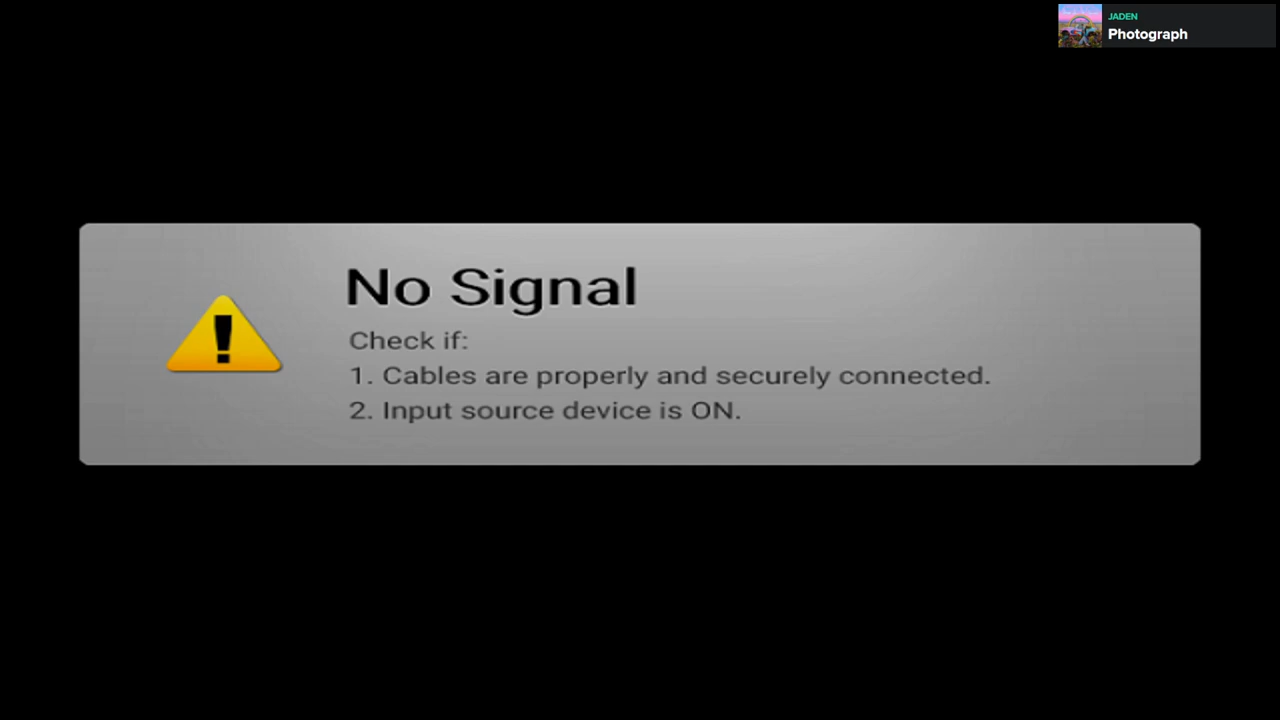 JADEN
Photograph
No Signal
Check if:
1. Cables are properly and securely connected.
2. Input source device is ON.